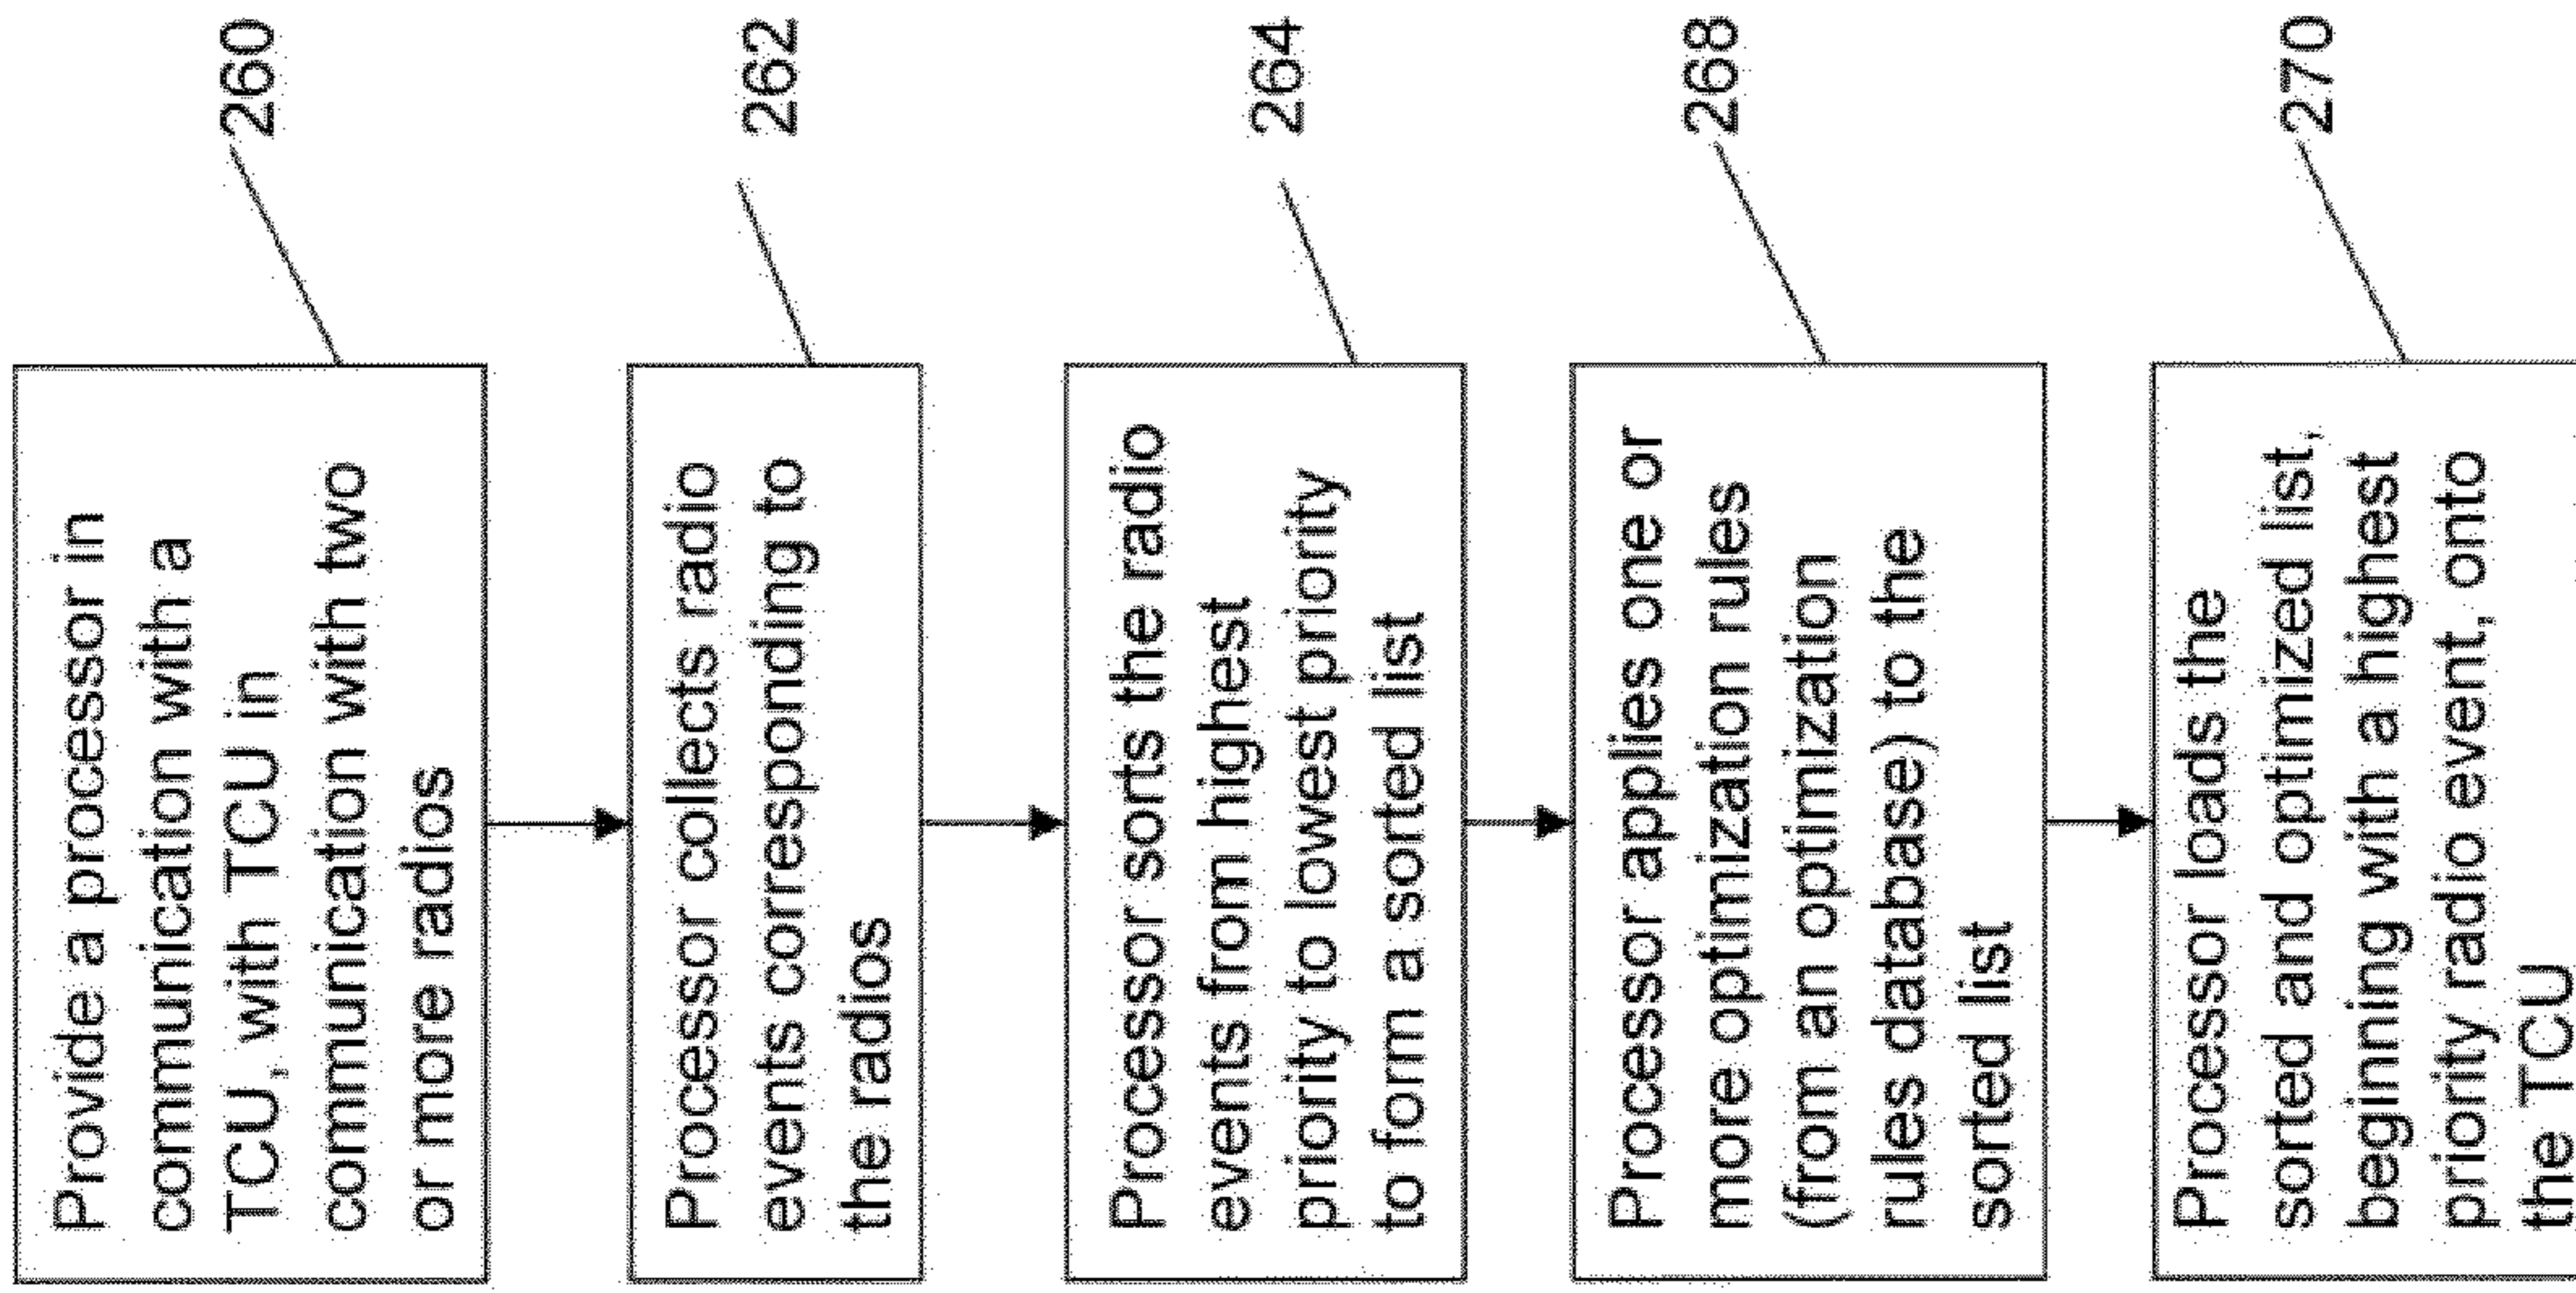 Provide a processor in
communication with a
TCU, with TCU in
communication with two
or more radios
260
Processor collects radio
events corresponding to
the radios
262
Processor sorts the radio
events from highest
priority to lowest priority
to form a sorted list
264
Processor applies one or
more optimization rules
(from an optimization
rules database) to the
sorted list
268
Processor loads the
sorted and optimized list,
beginning with a highest
priority radio event, onto
the TCU
270